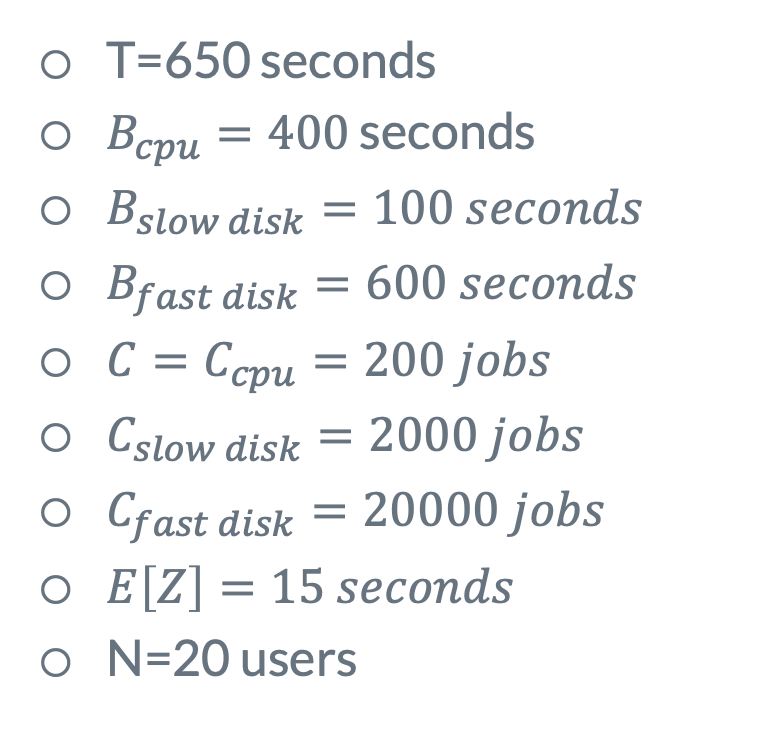 ○ T=650 seconds
○ B_cpu = 400 seconds
○ B_slow disk = 100 seconds
○ B_fast disk = 600 seconds
○ C = C_cpu = 200 jobs
○ C_slow disk = 2000 jobs
○ C_fast disk = 20000 jobs
○ E[Z] = 15 seconds
○ N=20 users